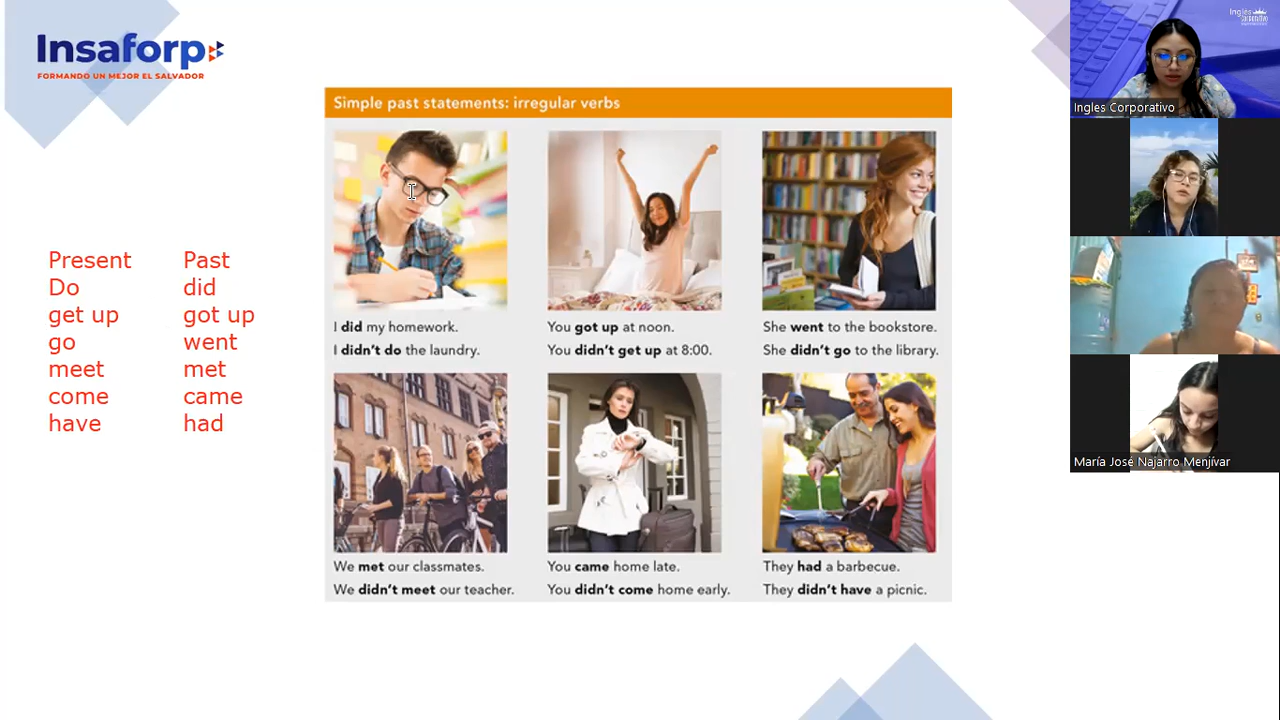 Insaforp
FORMANDO UN MEJOR EL SALVADOR
Simple past statements: irregular verbs
Present Past
Do did
get up got up
go went
meet met
come came
have had
I did my homework.
I didn't do the laundry.
You got up at noon.
You didn't get up at 8:00.
She went to the bookstore.
She didn't go to the library.
We met our classmates.
We didn't meet our teacher.
You came home late.
You didn't come home early.
They had a barbecue.
They didn't have a picnic.
Inglés
Corporativo
Ingles Corporativo
María José Najarro Menjívar